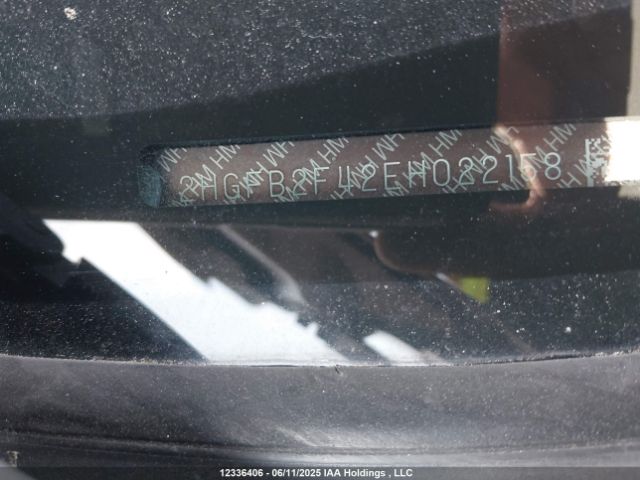 2HGFB2F42EH022158
12336406 - 06/11/2025 IAA Holdings , LLC